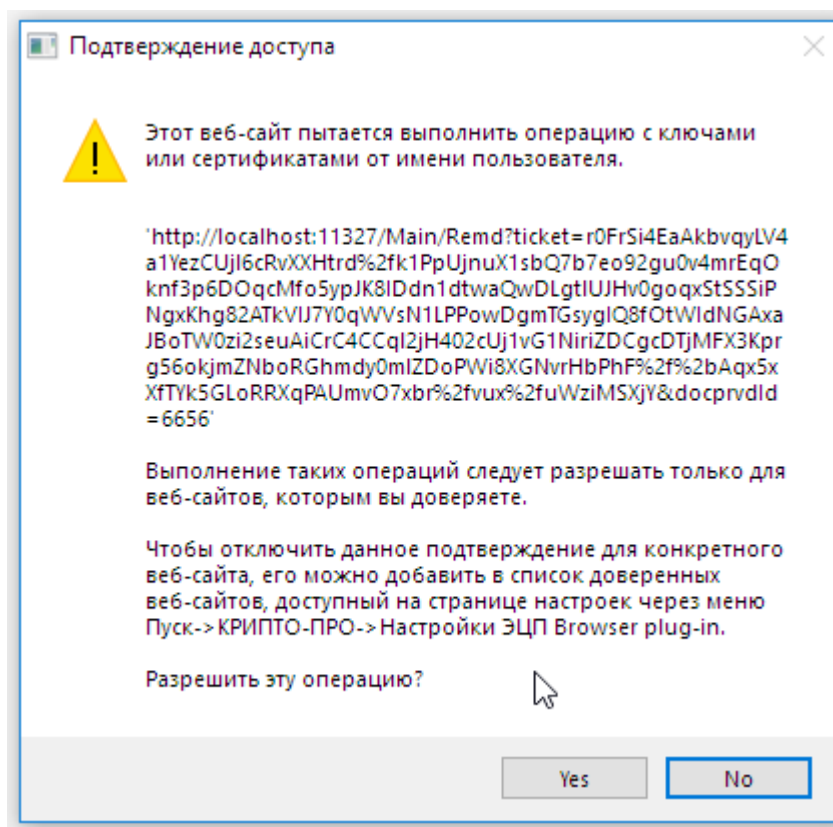 Подтверждение доступа
Этот веб-сайт пытается выполнить операцию с ключами
или сертификатами от имени пользователя.
'http://localhost:11327/Main/Remd?ticket=r0FrSi4EaAkbvqyLV4
a1YezCUjl6cRvXXHtrd%2fk1PpUjnuX1sbQ7b7eo92gu0v4mrEqO
knf3p6DOqcMfo5ypJK8IDdn1dtwaQwDLgtIUJHv0goqxStSSSiP
NgxKhg82ATkVIJ7Y0qWVsN1LPPowDgmTGsyglQ8fOtWIdNGAxa
JBoTW0zi2seuAiCrC4CCqI2jH402cUj1vG1NiriZDCgcDTjMFX3Kpr
g56okjmZNboRGhmdy0mIZDoPWi8XGNvrHbPhF%2f%2bAqx5x
XfTYk5GLoRRXqPAUmvO7xbr%2fvux%2fuWziMSXjY&docprvdId
=6656'
Выполнение таких операций следует разрешать только для
веб-сайтов, которым вы доверяете.
Чтобы отключить данное подтверждение для конкретного
веб-сайта, его можно добавить в список доверенных
веб-сайтов, доступный на странице настроек через меню
Пуск->КРИПТО-ПРО->Настройки ЭЦП Browser plug-in.
Разрешить эту операцию?
Yes
No